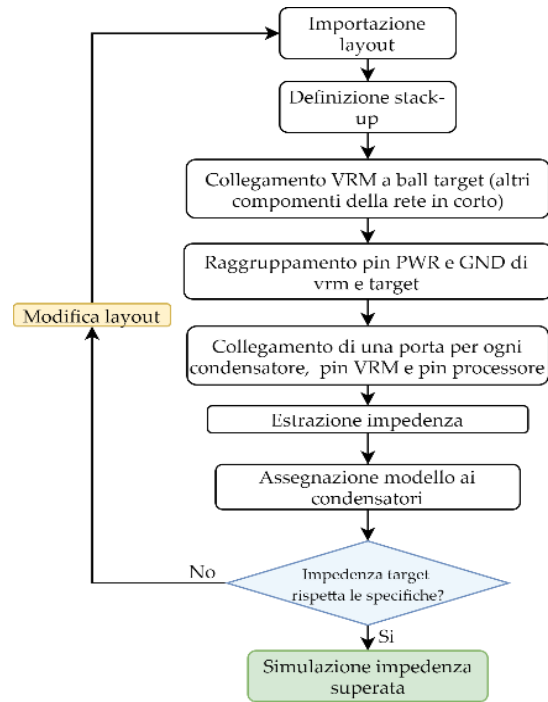 Importazione
layout
Definizione stack-
up
Collegamento VRM a ball target (altri
compomenti della rete in corto)
Raggruppamento pin PWR e GND di
vrm e target
Modifica layout
Collegamento di una porta per ogni
condensatore, pin VRM e pin processore
Estrazione impedenza
Assegnazione modello ai
condensatori
No
Impedenza target
rispetta le specifiche?
Si
Simulazione impedenza
superata